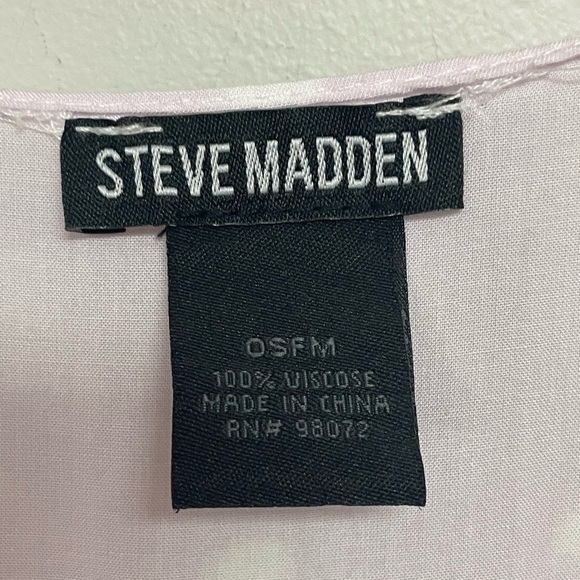 STEVE MADDEN
OSFM
100% VISCOSE
MADE IN CHINA
RN# 98072